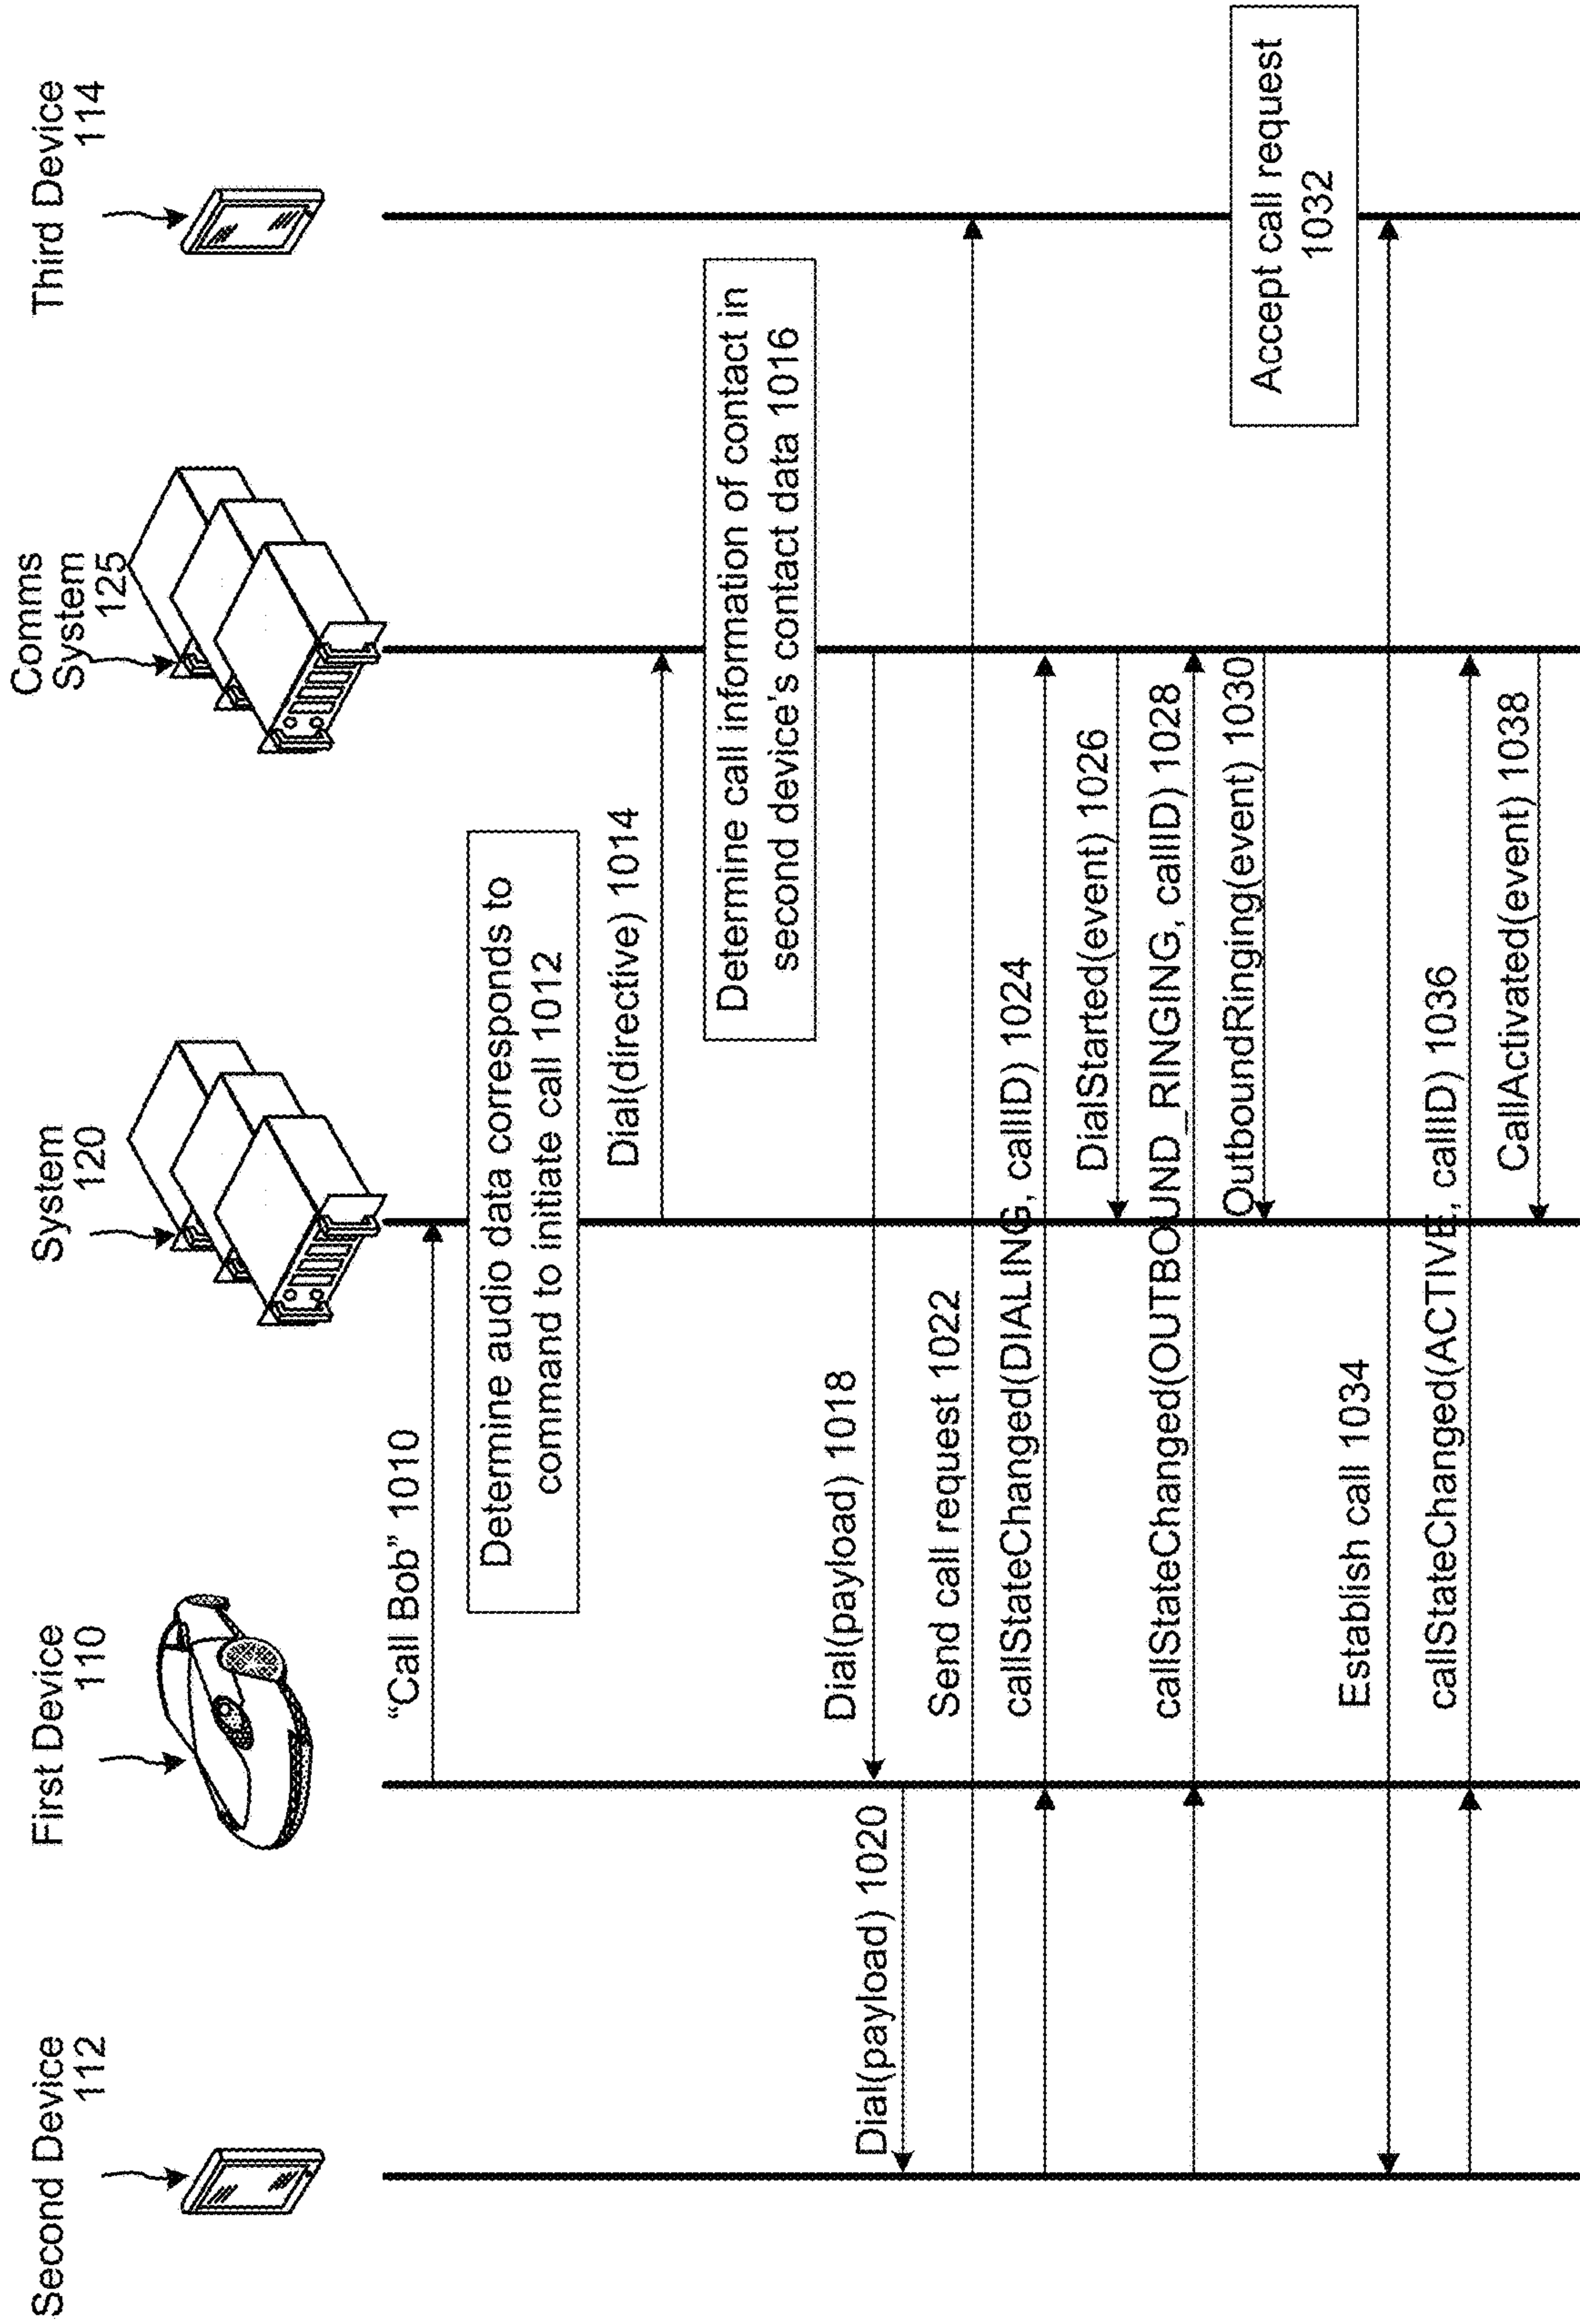 Second Device
112
First Device
110
System
120
Comms
System
125
Third Device
114
“Call Bob” 1010
Determine audio data corresponds to
command to initiate call 1012
Dial(directive) 1014
Determine call information of contact in
second device's contact data 1016
Dial(payload) 1018
Dial(payload) 1020
Send call request 1022
callStateChanged(DIALING, callID) 1024
DialStarted(event) 1026
callStateChanged(OUTBOUND_RINGING, callID) 1028
OutboundRinging(event) 1030
Accept call request
1032
Establish call 1034
callStateChanged(ACTIVE, callID) 1036
CallActivated(event) 1038